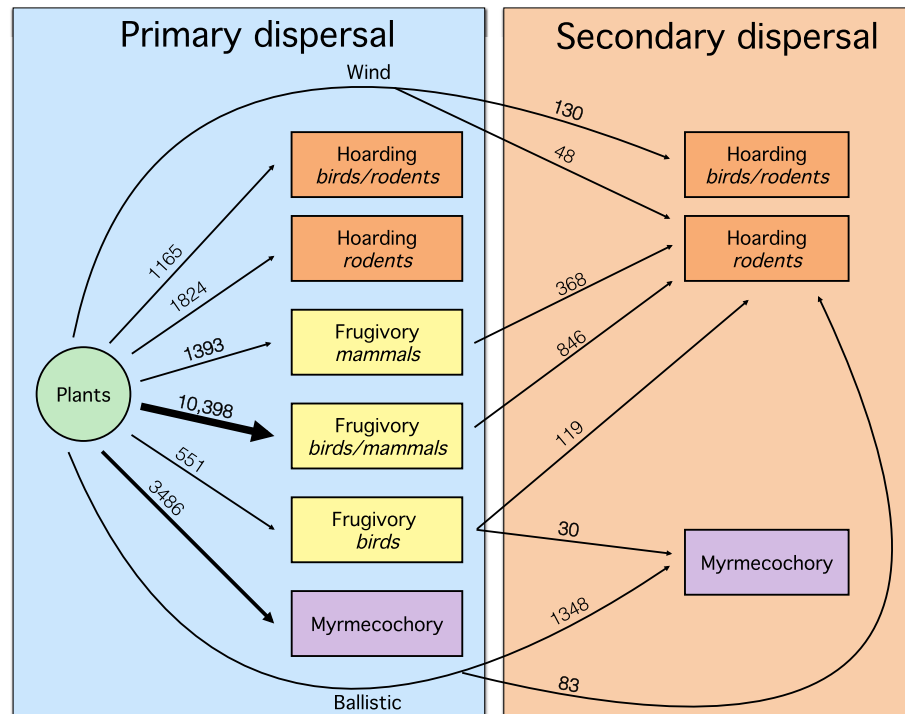 Primary dispersal
Secondary dispersal
Wind
130
48
Hoarding
birds/rodents
Hoarding
birds/rodents
1165
Hoarding
rodents
Hoarding
rodents
1824
368
Frugivory
mammals
1393
846
Plants
10,398
Frugivory
birds/mammals
119
551
3486
Frugivory
birds
30
Myrmecochory
Myrmecochory
1348
83
Ballistic